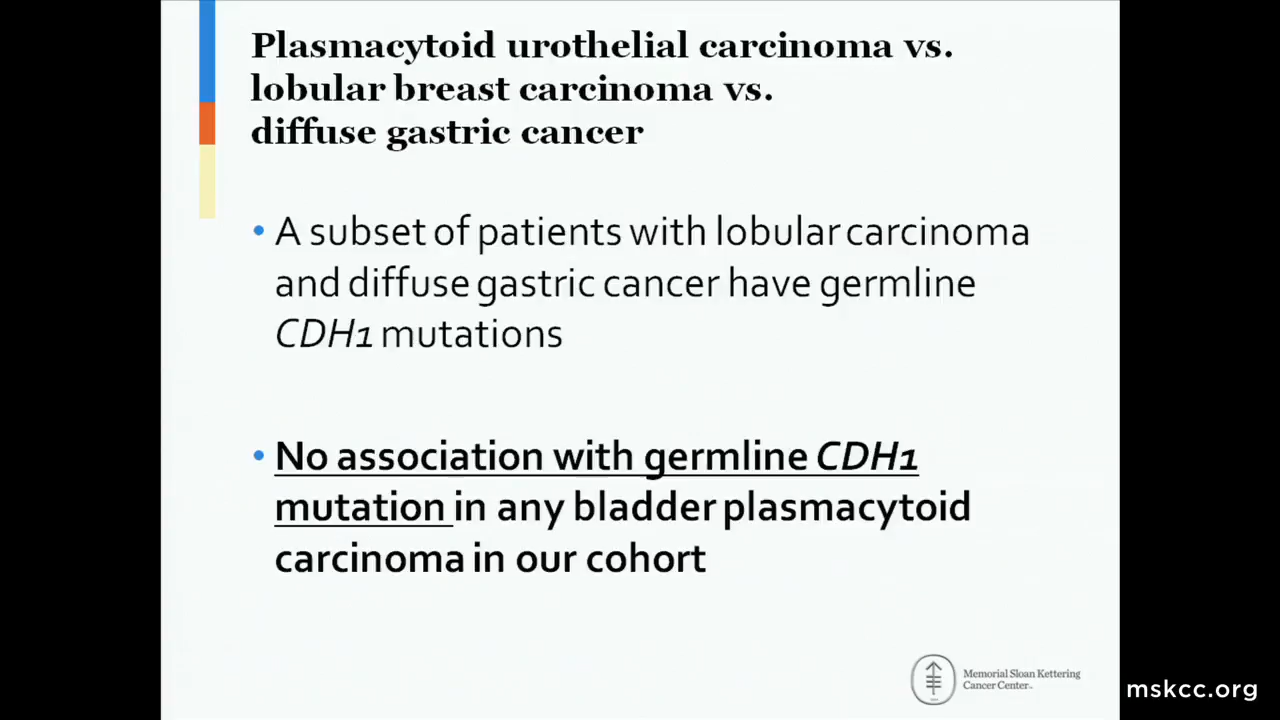 Plasmacytoid urothelial carcinoma vs.
lobular breast carcinoma vs.
diffuse gastric cancer
• A subset of patients with lobular carcinoma
and diffuse gastric cancer have germline
CDH1 mutations
• No association with germline CDH1
mutation in any bladder plasmacytoid
carcinoma in our cohort
Memorial Sloan Kettering
Cancer Center™
mskcc.org